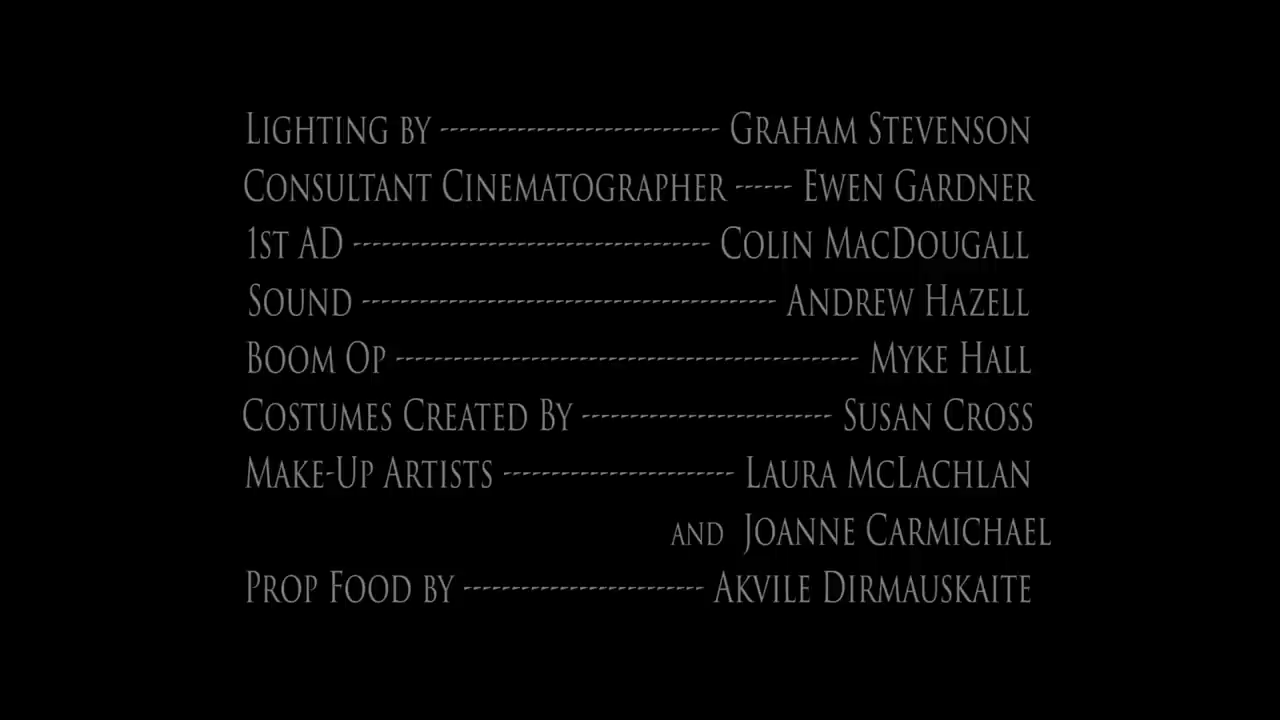 Lighting by ----------------------------- Graham Stevenson
Consultant Cinematographer ------ Ewen Gardner
1st AD ------------------------------------- Colin MacDougall
Sound ------------------------------------------- Andrew Hazell
Boom Op ------------------------------------------------ Myke Hall
Costumes Created By -------------------------- Susan Cross
Make-Up Artists ------------------------ Laura McLachlan
and Joanne Carmichael
Prop Food by ------------------------- Akvile Dirmauskaite